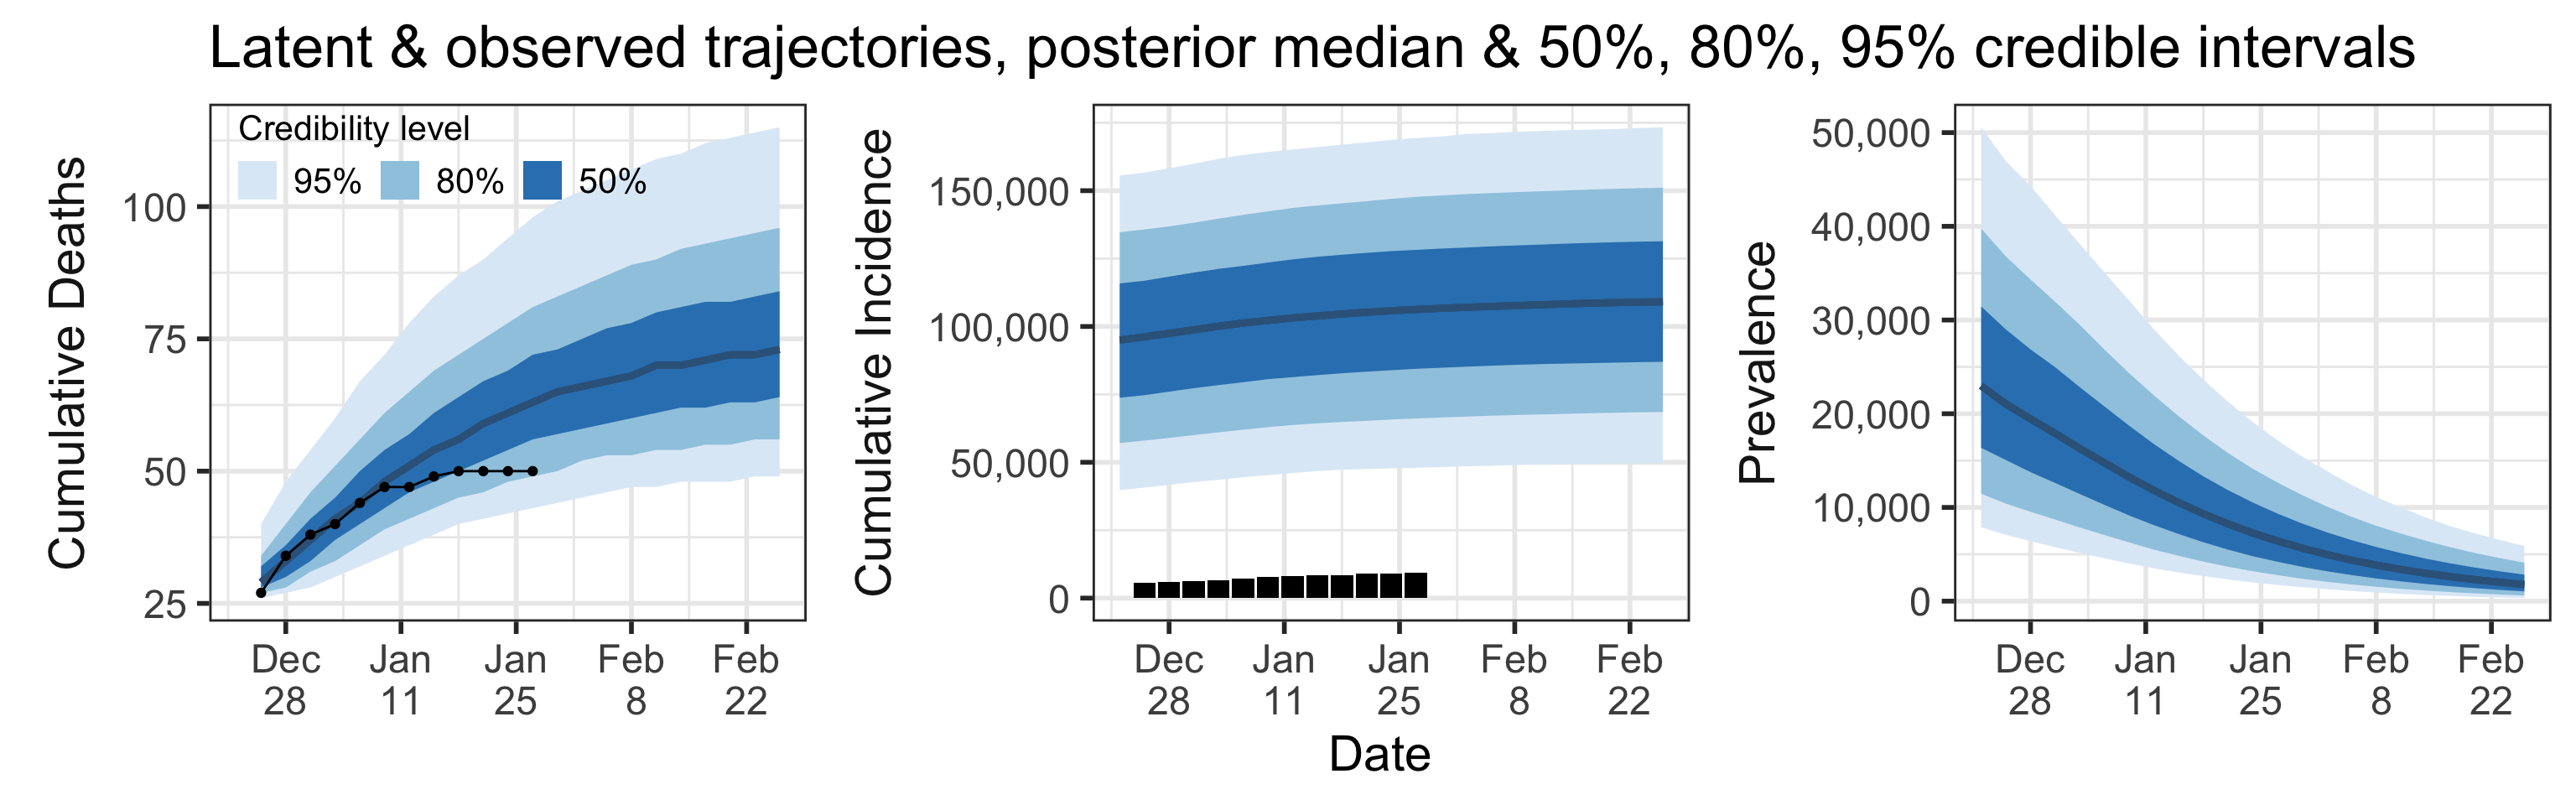 Latent & observed trajectories, posterior median & 50%, 80%, 95% credible intervals
Cumulative Deaths
Credibility level
95% 80% 50%
100
75
50
25
Dec 28
Jan 11
Jan 25
Feb 8
Feb 22
Cumulative Incidence
150,000
100,000
50,000
0
Dec 28
Jan 11
Jan 25
Feb 8
Feb 22
Prevalence
50,000
40,000
30,000
20,000
10,000
0
Dec 28
Jan 11
Jan 25
Feb 8
Feb 22
Date